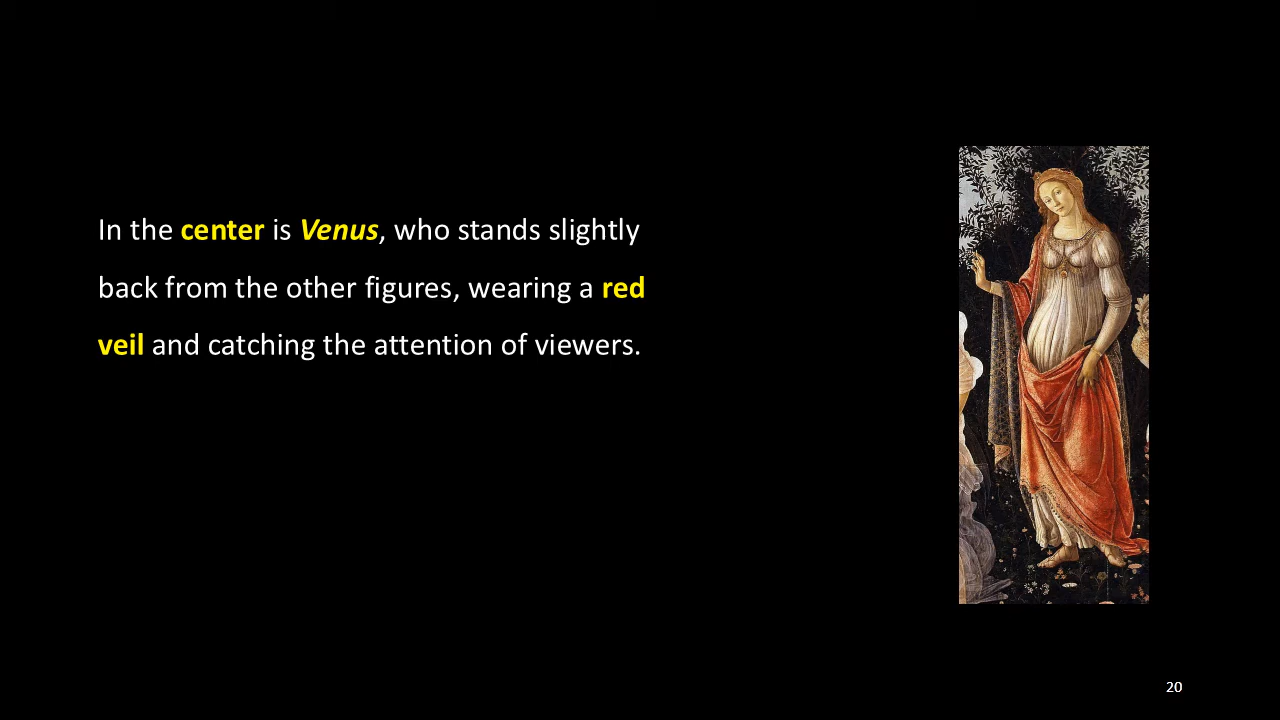 In the center is Venus, who stands slightly
back from the other figures, wearing a red
veil and catching the attention of viewers.
20